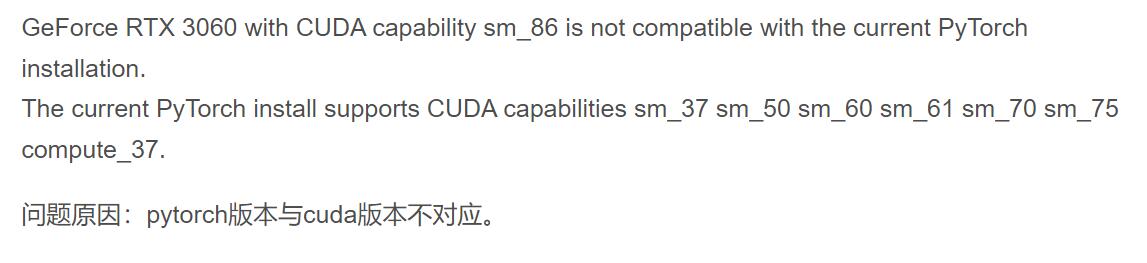 GeForce RTX 3060 with CUDA capability sm_86 is not compatible with the current PyTorch
installation.
The current PyTorch install supports CUDA capabilities sm_37 sm_50 sm_60 sm_61 sm_70 sm_75
compute_37.
问题原因：pytorch版本与cuda版本不对应。